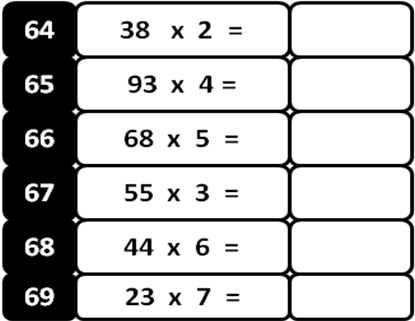 64 38 x 2 =
65 93 x 4 =
66 68 x 5 =
67 55 x 3 =
68 44 x 6 =
69 23 x 7 =